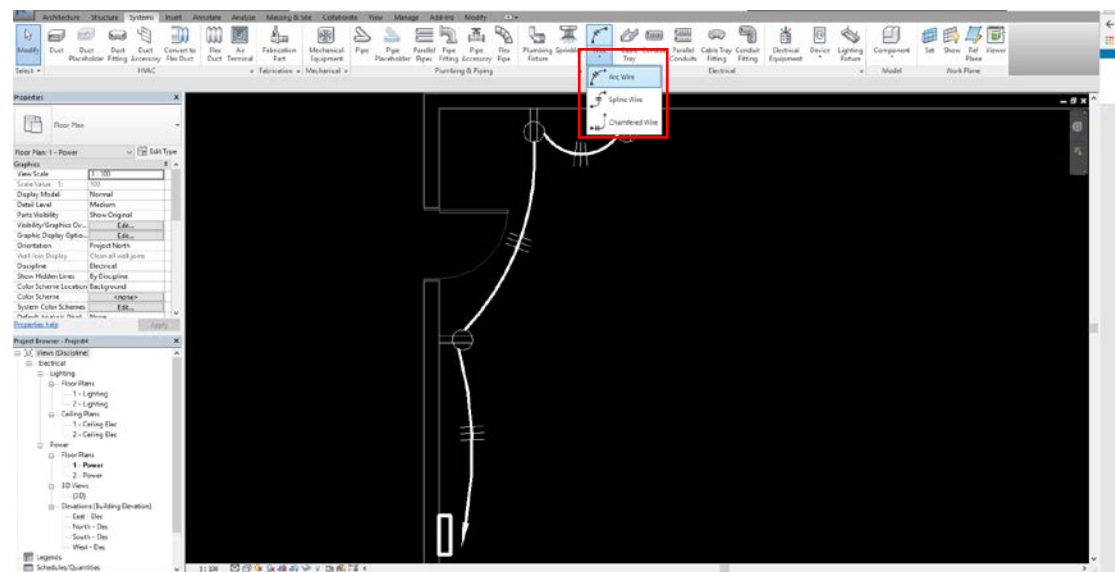 Architecture Structure Systems Insert Annotate Analyze Massing & Site Collaborate View Manage Add-Ins Modify
Modify Duct Duct Placeholder Duct Fitting Duct Accessory Convert to Flex Duct Flex Duct Air Terminal Fabrication Part Mechanical Equipment Pipe Pipe Placeholder Parallel Pipes Pipe Fitting Pipe Accessory Flex Pipe Plumbing Fixture Sprinkler Wire Cable Tray Conduit Parallel Conduits Cable Tray Fitting Conduit Fitting Electrical Equipment Device Lighting Fixture Component Set Show Ref Plane Viewer
Select HVAC Fabrication Mechanical Plumbing & Piping Electrical Model Work Plane
Arc Wire
Spline Wire
Chamfered Wire
Properties X
Floor Plan
Floor Plan: 1 - Power Edit Type
Graphics
View Scale 1 : 100
Scale Value 1: 100
Display Model Normal
Detail Level Medium
Parts Visibility Show Original
Visibility/Graphics Ov... Edit...
Graphic Display Optio... Edit...
Orientation Project North
Wall Join Display Clean all wall joins
Discipline Electrical
Show Hidden Lines By Discipline
Color Scheme Location Background
Color Scheme <none>
System Color Schemes Edit...
Default Analysis Displ... None
Properties help Apply
Project Browser - Project4 X
Views (Discipline)
Electrical
Lighting
Floor Plans
1 - Lighting
2 - Lighting
Ceiling Plans
1 - Ceiling Elec
2 - Ceiling Elec
Power
Floor Plans
1 - Power
2 - Power
3D Views
{3D}
Elevations (Building Elevation)
East - Elec
North - Elec
South - Elec
West - Elec
Legends
Schedules/Quantities
1 : 100